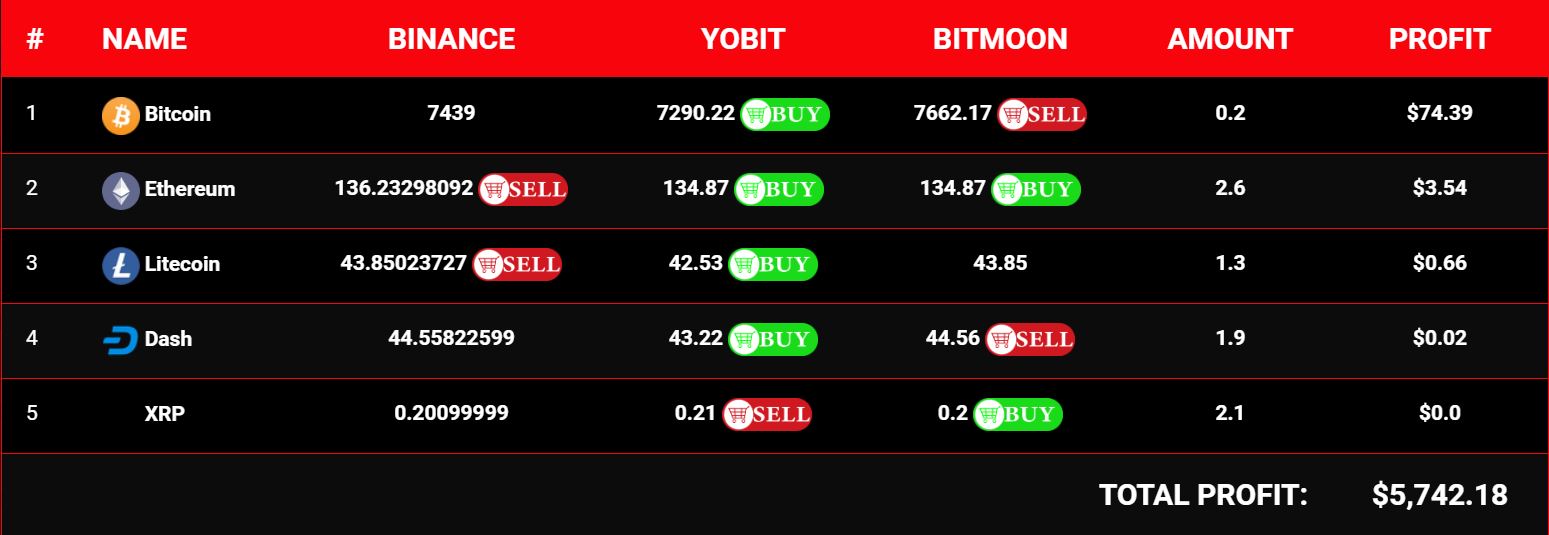 # NAME BINANCE YOBIT BITMOON AMOUNT PROFIT
1 Bitcoin 7439 7290.22 BUY 7662.17 SELL 0.2 $74.39
2 Ethereum 136.23298092 SELL 134.87 BUY 134.87 BUY 2.6 $3.54
3 Litecoin 43.85023727 SELL 42.53 BUY 43.85 1.3 $0.66
4 Dash 44.55822599 43.22 BUY 44.56 SELL 1.9 $0.02
5 XRP 0.20099999 0.21 SELL 0.2 BUY 2.1 $0.0
TOTAL PROFIT: $5,742.18